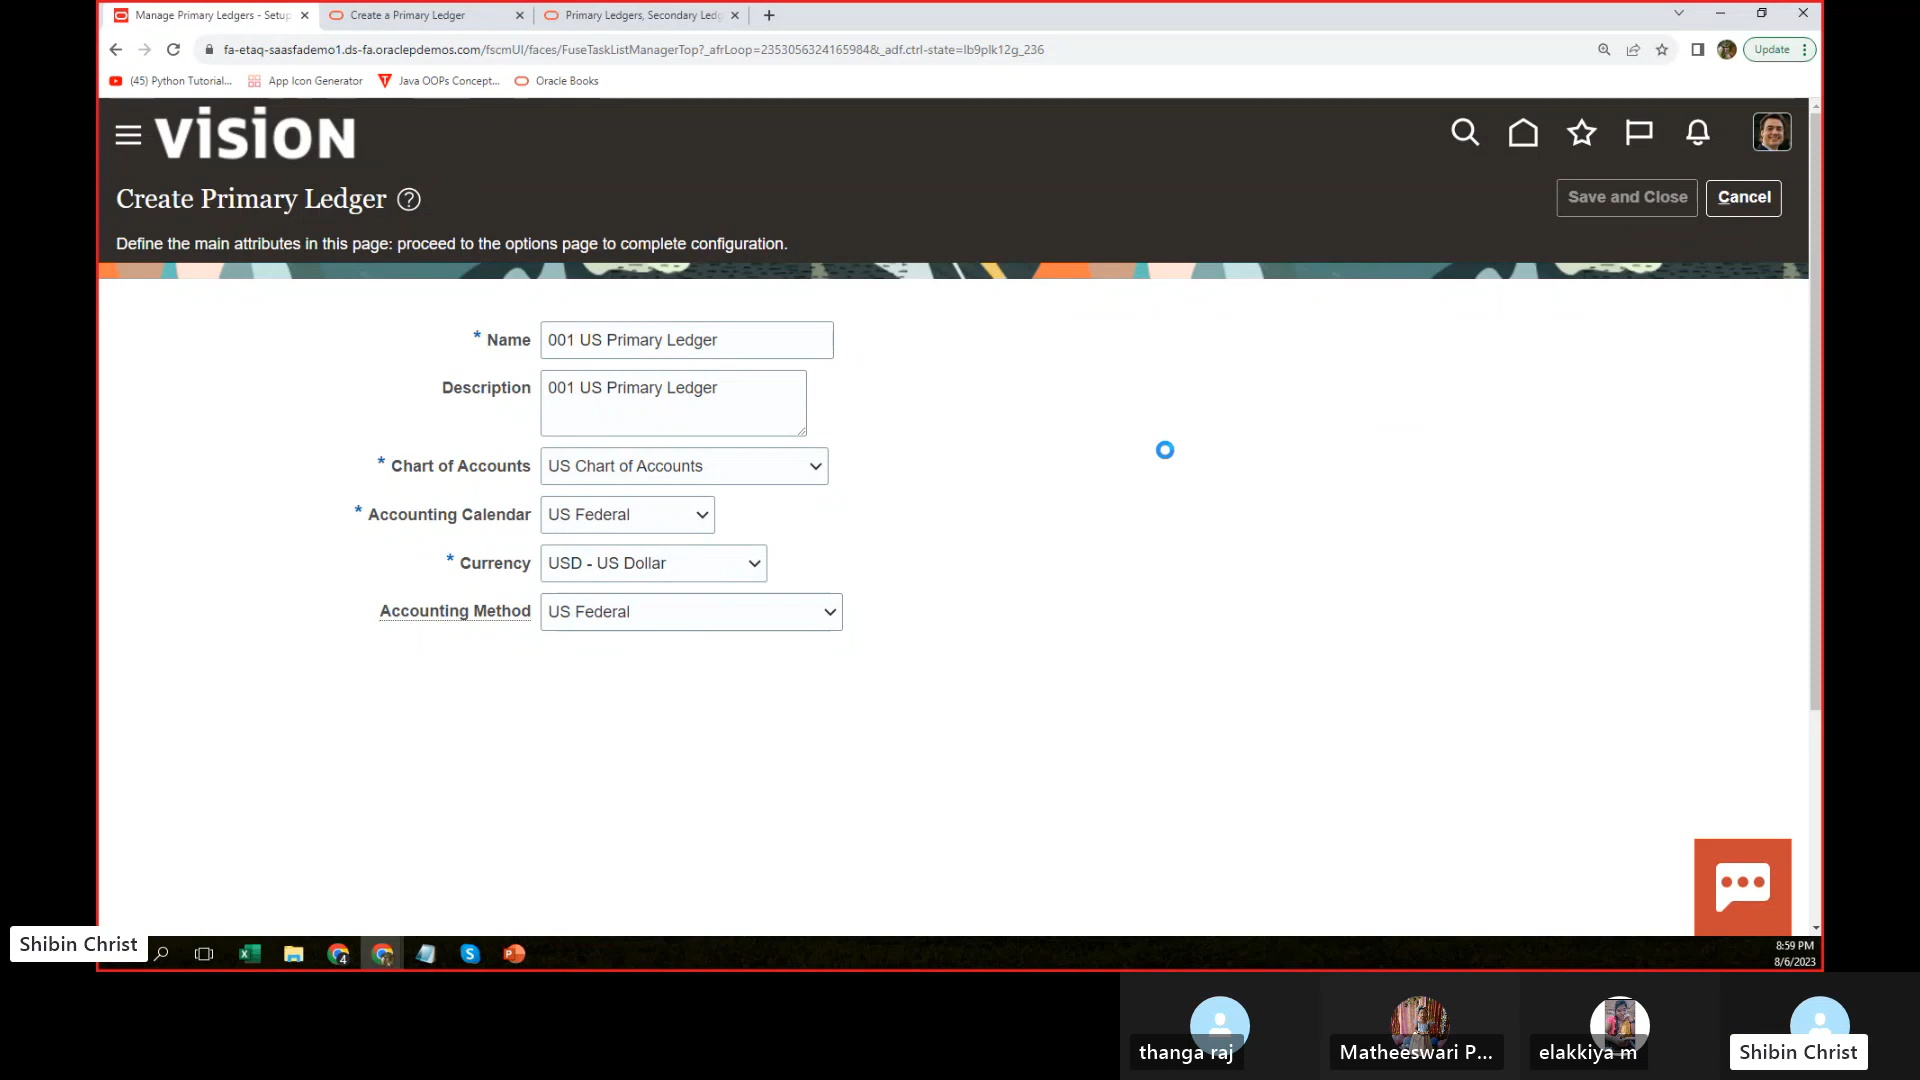 Manage Primary Ledgers - Setup
Create a Primary Ledger
Primary Ledgers, Secondary Ledg
fa-etaq-saasfademo1.ds-fa.oraclepdemos.com/fscmUI/faces/FuseTaskListManagerTop?_afrLoop=2353056324165984&_adf.ctrl-state=lb9plk12g_236
Update
(45) Python Tutorial...
App Icon Generator
Java OOPs Concept...
Oracle Books
VISION
Create Primary Ledger
Save and Close
Cancel
Define the main attributes in this page: proceed to the options page to complete configuration.
* Name 001 US Primary Ledger
Description 001 US Primary Ledger
* Chart of Accounts US Chart of Accounts
* Accounting Calendar US Federal
* Currency USD - US Dollar
Accounting Method US Federal
Shibin Christ
8:59 PM
8/6/2023
thanga raj
Matheeswari P...
elakkiya m
Shibin Christ